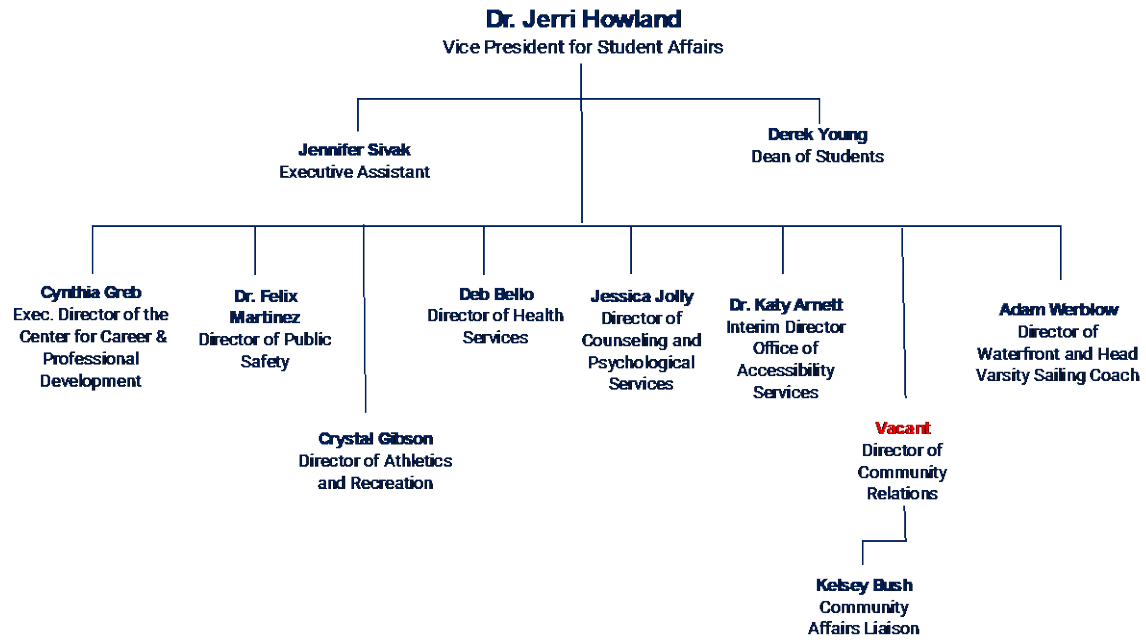 Dr. Jerri Howland
Vice President for Student Affairs
Jennifer Sivak
Executive Assistant
Derek Young
Dean of Students
Cynthia Greb
Exec. Director of the
Center for Career &
Professional
Development
Dr. Felix
Martinez
Director of Public
Safety
Crystal Gibson
Director of Athletics
and Recreation
Deb Bello
Director of Health
Services
Jessica Jolly
Director of
Counseling and
Psychological
Services
Dr. Katy Arnett
Interim Director
Office of
Accessibility
Services
Vacant
Director of
Community
Relations
Kelsey Bush
Community
Affairs Liaison
Adam Werblow
Director of
Waterfront and Head
Varsity Sailing Coach